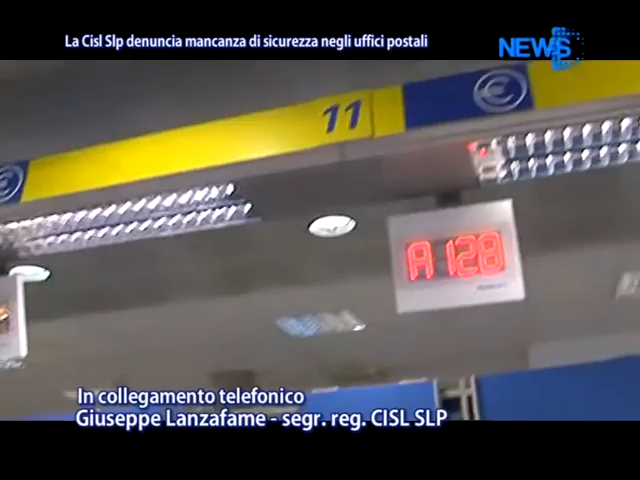 La Cisl Slp denuncia mancanza di sicurezza negli uffici postali
NEWS
11
€
A 128
In collegamento telefonico
Giuseppe Lanzafame - segr. reg. CISL SLP